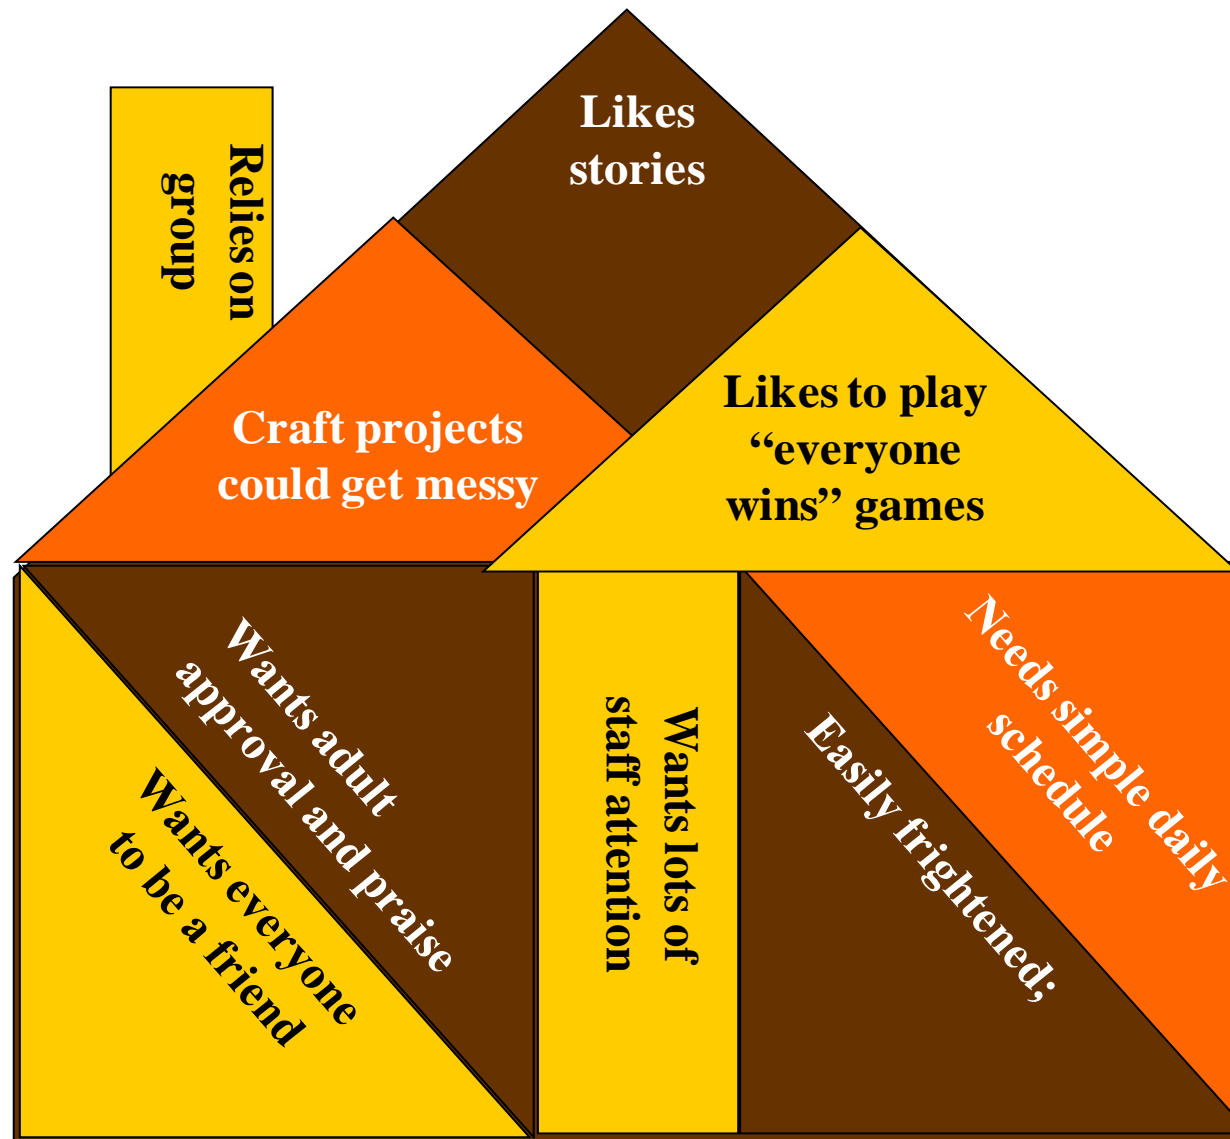 Likes
stories
Relies on
group
Craft projects
could get messy
Likes to play
“everyone
wins” games
Wants adult
approval and praise
Wants everyone
to be a friend
Wants lots of
staff attention
Easily frightened;
Needs simple daily
schedule